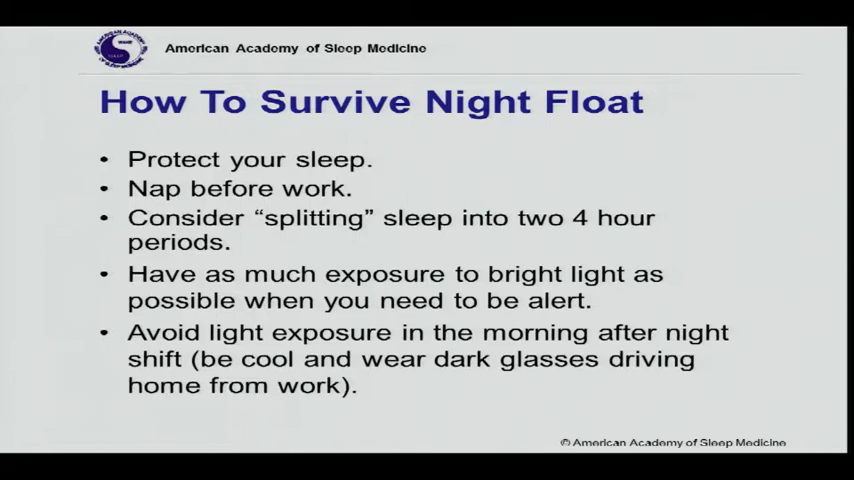 American Academy of Sleep Medicine
How To Survive Night Float
• Protect your sleep.
• Nap before work.
• Consider “splitting” sleep into two 4 hour
periods.
• Have as much exposure to bright light as
possible when you need to be alert.
• Avoid light exposure in the morning after night
shift (be cool and wear dark glasses driving
home from work).
© American Academy of Sleep Medicine